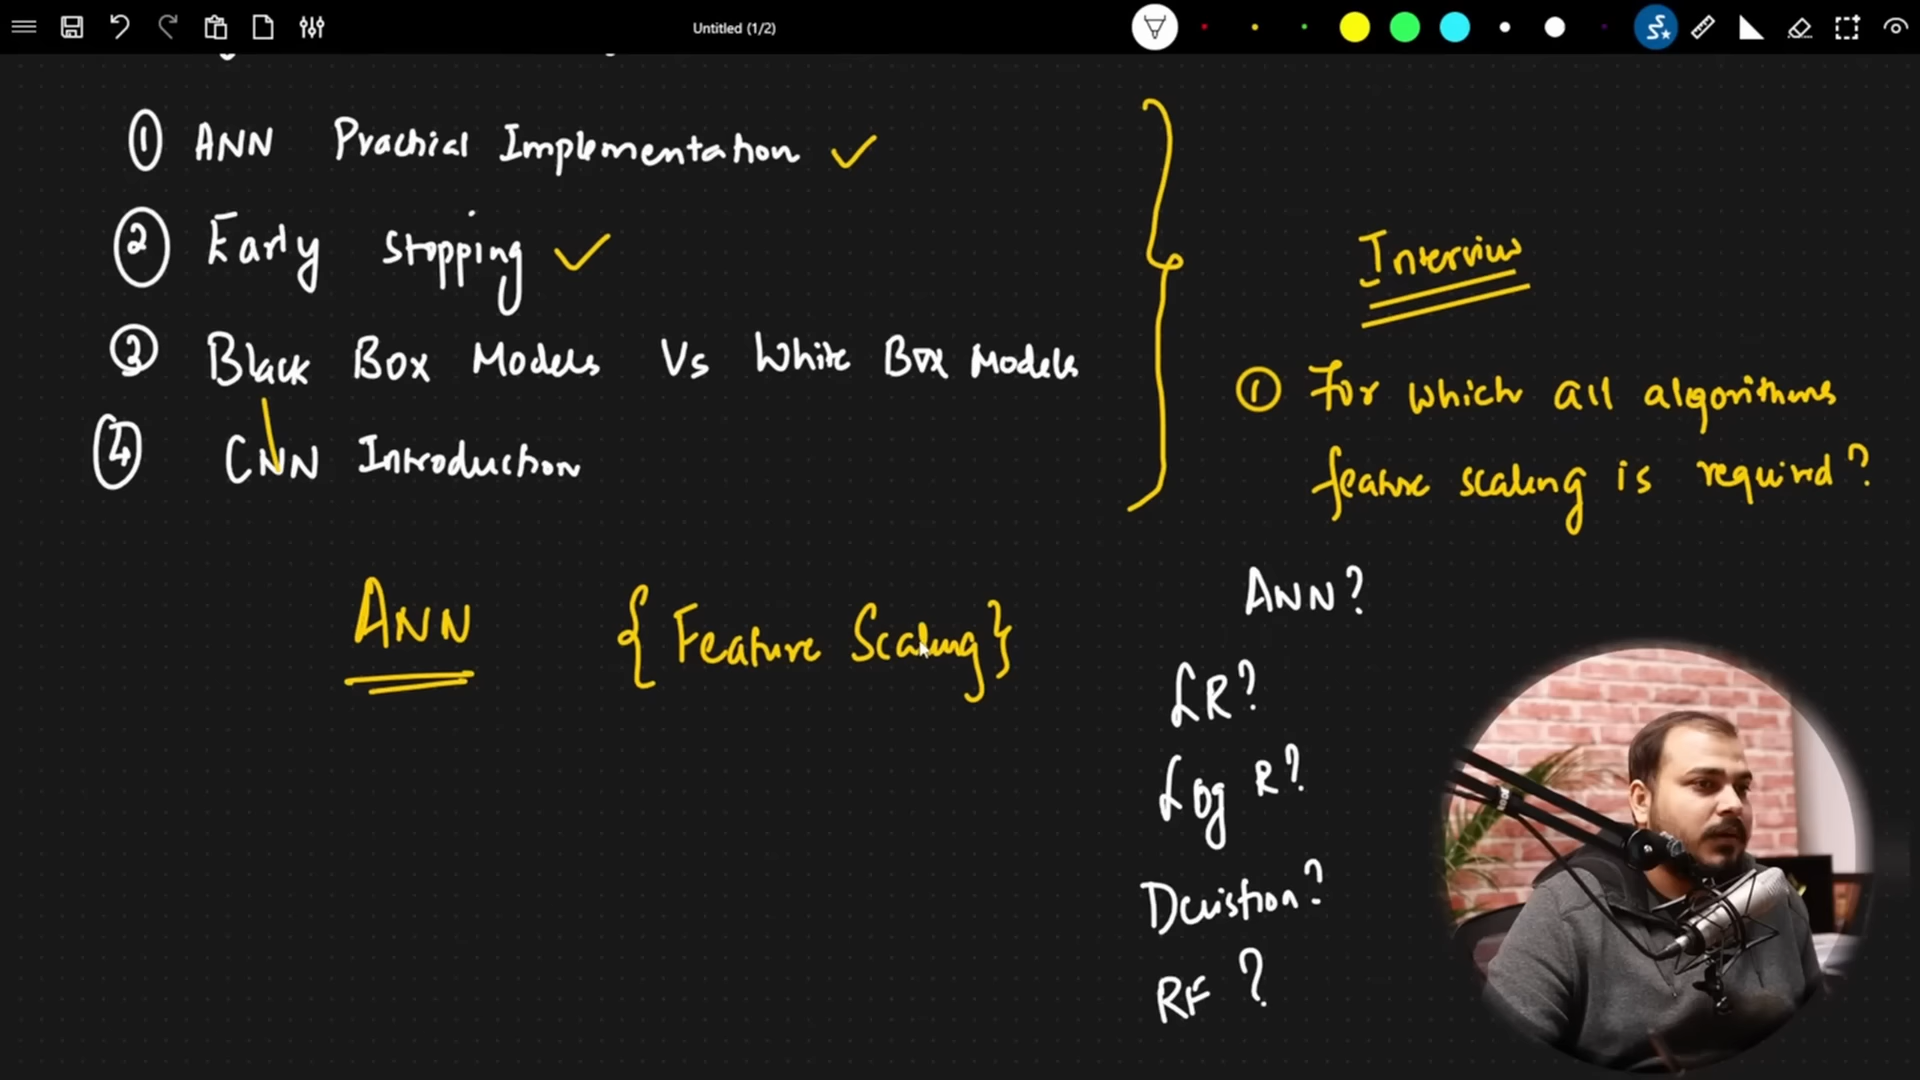 Untitled (1/2)
① ANN Practical Implementation ✓
② Early Stopping ✓
③ Black Box Models Vs White Box Models
④ CNN Introduction
Interview
① For which all algorithms
feature scaling is required?
ANN { Feature Scaling }
ANN?
LR?
Log R?
Decistion?
RF ?